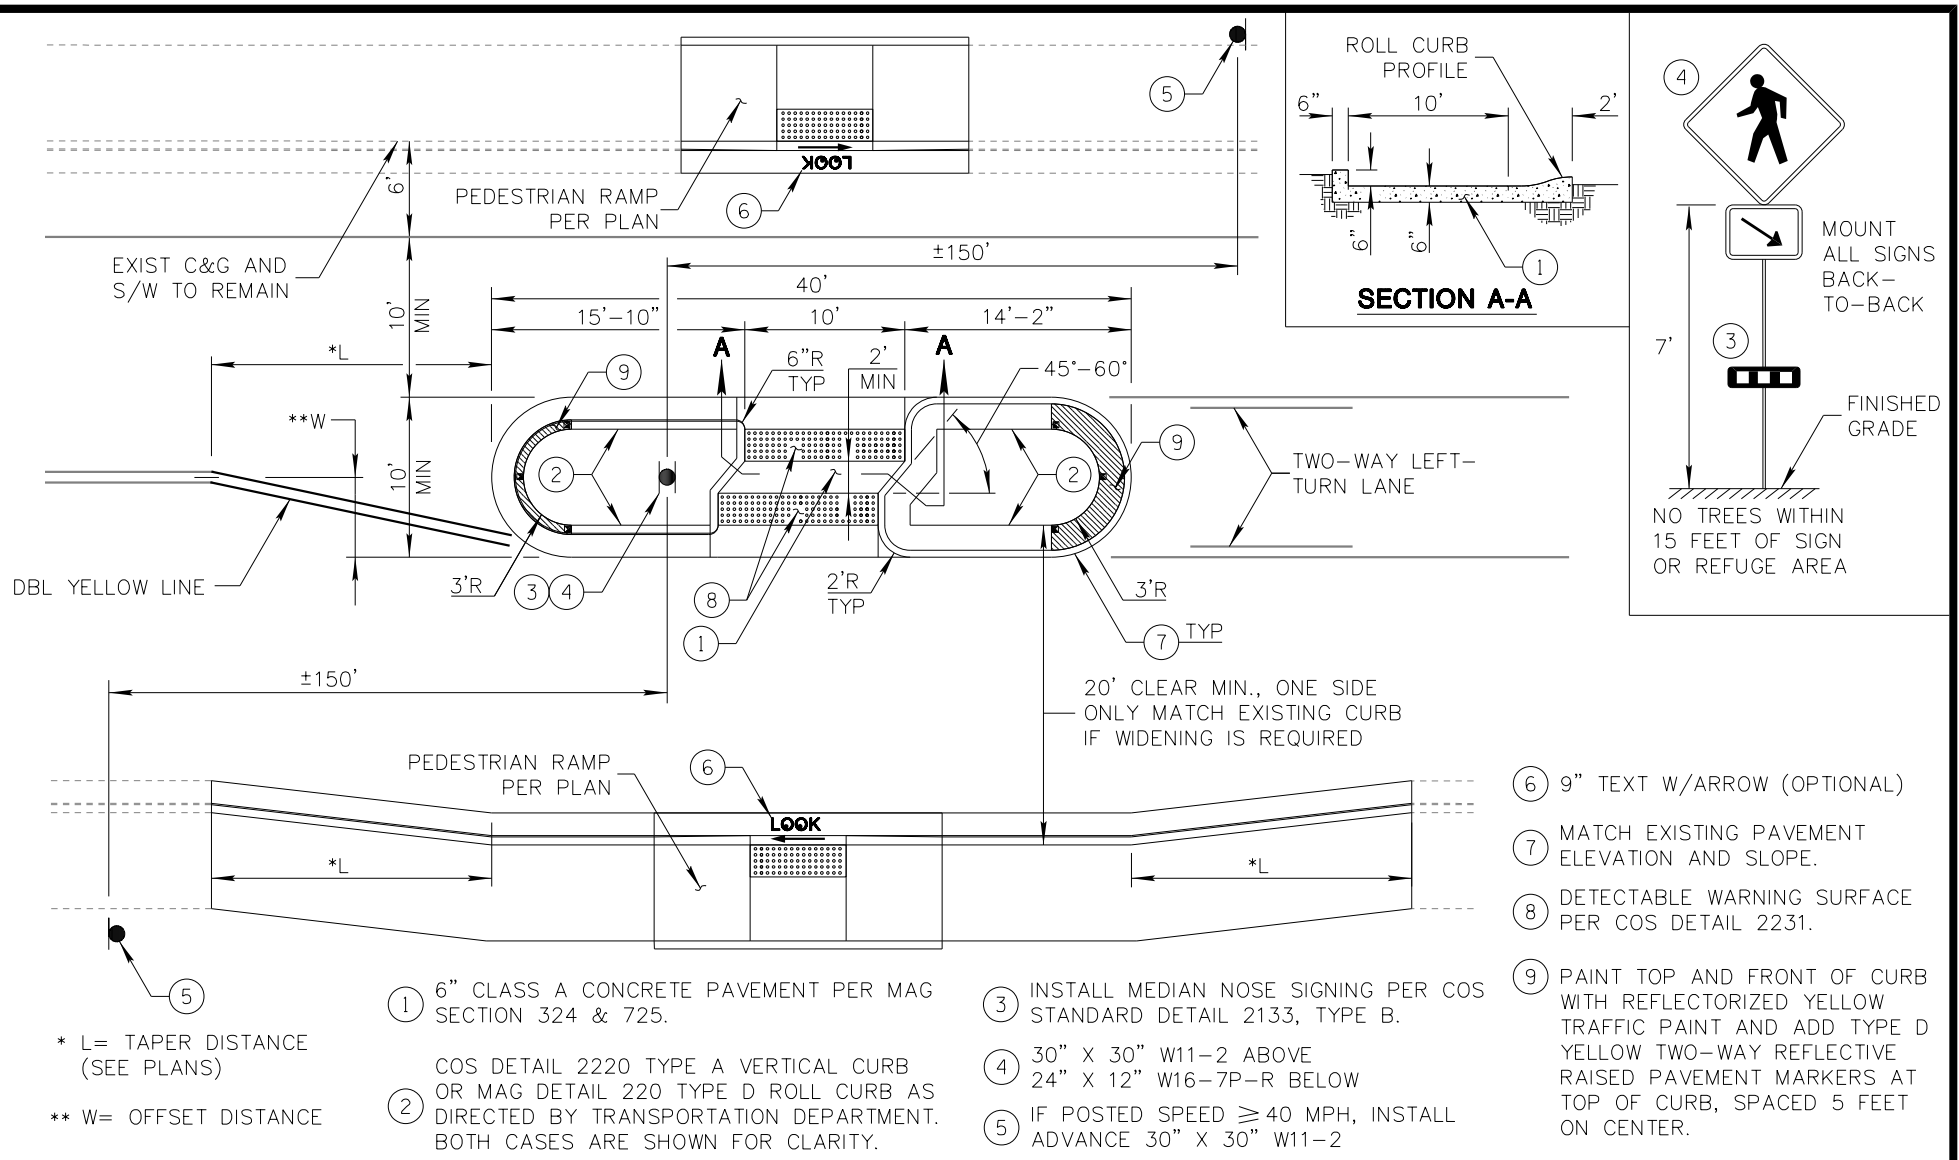 5
ROLL CURB
PROFILE
6"
10'
2'
6"
6"
1
SECTION A-A
4
MOUNT
ALL SIGNS
BACK-
TO-BACK
7'
3
FINISHED
GRADE
NO TREES WITHIN
15 FEET OF SIGN
OR REFUGE AREA
LOOK
PEDESTRIAN RAMP
PER PLAN
6
6'
EXIST C&G AND
S/W TO REMAIN
±150'
40'
15'-10"
10'
14'-2"
10'
MIN
*L
9
A
6"R
TYP
2'
MIN
A
45°-60°
**W
10'
MIN
2
2
9
TWO-WAY LEFT-
TURN LANE
DBL YELLOW LINE
3'R
3
4
8
1
2'R
TYP
3'R
7
TYP
±150'
20' CLEAR MIN., ONE SIDE
ONLY MATCH EXISTING CURB
IF WIDENING IS REQUIRED
PEDESTRIAN RAMP
PER PLAN
6
LOOK
*L
*L
5
* L= TAPER DISTANCE
(SEE PLANS)
** W= OFFSET DISTANCE
1
6" CLASS A CONCRETE PAVEMENT PER MAG
SECTION 324 & 725.
2
COS DETAIL 2220 TYPE A VERTICAL CURB
OR MAG DETAIL 220 TYPE D ROLL CURB AS
DIRECTED BY TRANSPORTATION DEPARTMENT.
BOTH CASES ARE SHOWN FOR CLARITY.
3
INSTALL MEDIAN NOSE SIGNING PER COS
STANDARD DETAIL 2133, TYPE B.
4
30" X 30" W11-2 ABOVE
24" X 12" W16-7P-R BELOW
5
IF POSTED SPEED ≥ 40 MPH, INSTALL
ADVANCE 30" X 30" W11-2
6
9" TEXT W/ARROW (OPTIONAL)
7
MATCH EXISTING PAVEMENT
ELEVATION AND SLOPE.
8
DETECTABLE WARNING SURFACE
PER COS DETAIL 2231.
9
PAINT TOP AND FRONT OF CURB
WITH REFLECTORIZED YELLOW
TRAFFIC PAINT AND ADD TYPE D
YELLOW TWO-WAY REFLECTIVE
RAISED PAVEMENT MARKERS AT
TOP OF CURB, SPACED 5 FEET
ON CENTER.